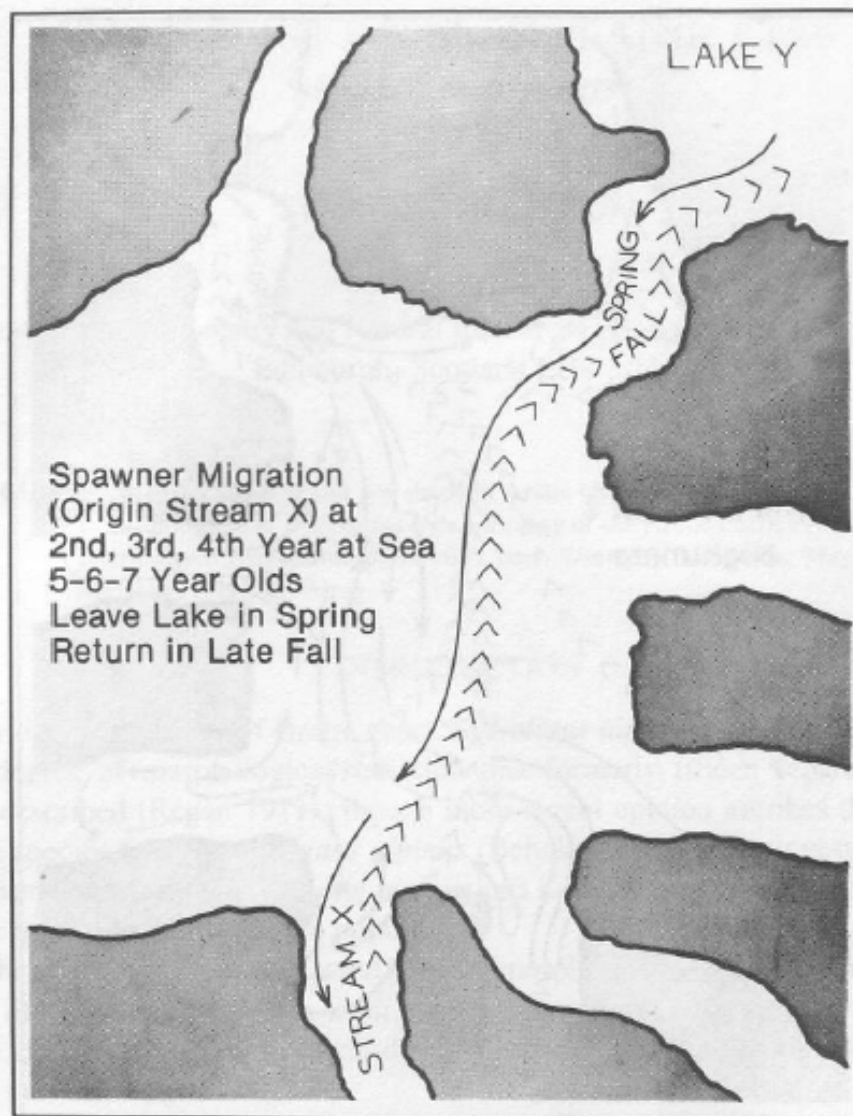 LAKE Y
SPRING
FALL
Spawner Migration
(Origin Stream X) at
2nd, 3rd, 4th Year at Sea
5-6-7 Year Olds
Leave Lake in Spring
Return in Late Fall
STREAM X